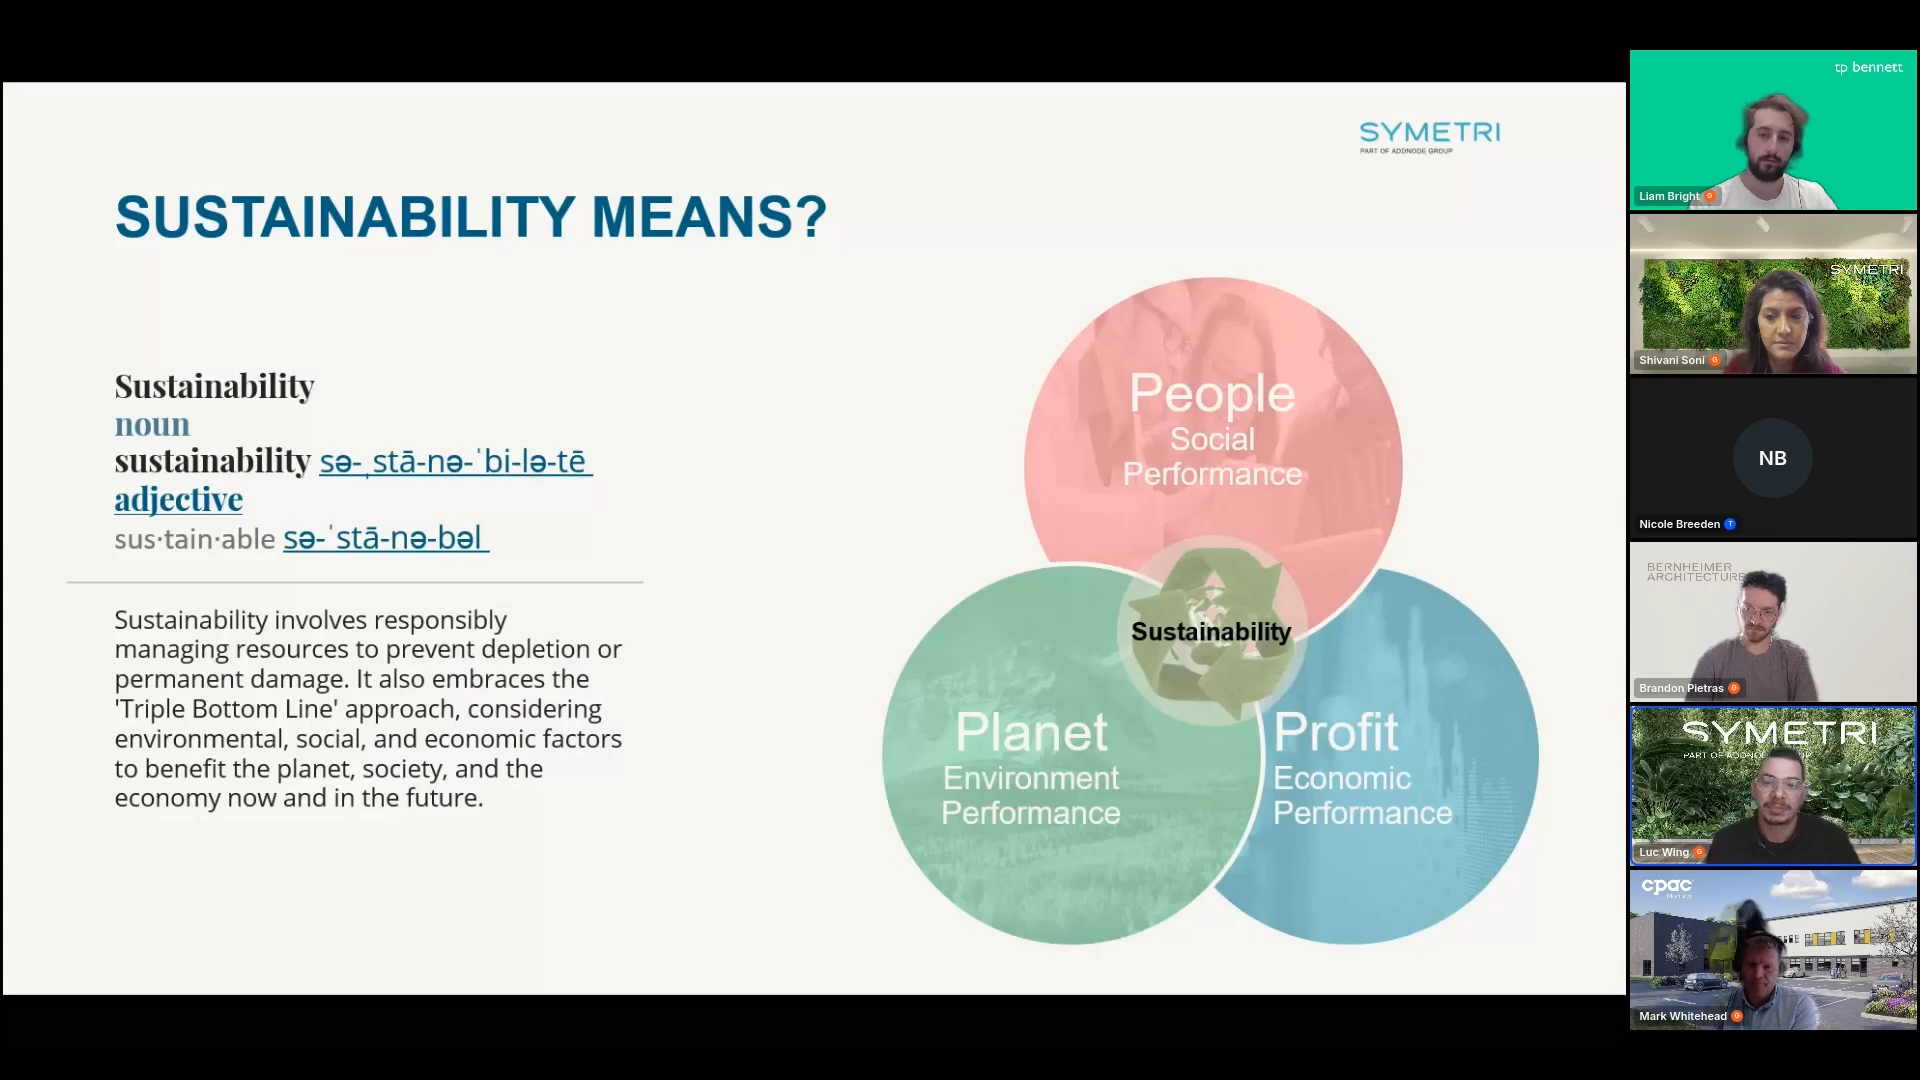 SYMETRI
PART OF ADDNODE GROUP
SUSTAINABILITY MEANS?
Sustainability
noun
sustainability sə-ˌstā-nə-ˈbi-lə-tē
adjective
sus·tain·able sə-ˈstā-nə-bəl
Sustainability involves responsibly
managing resources to prevent depletion or
permanent damage. It also embraces the
'Triple Bottom Line' approach, considering
environmental, social, and economic factors
to benefit the planet, society, and the
economy now and in the future.
People
Social
Performance
Sustainability
Planet
Environment
Performance
Profit
Economic
Performance
tp bennett
Liam Bright G
SYMETRI
Shivani Soni G
NB
Nicole Breeden T
BERNHEIMER
ARCHITECTURE
Brandon Pietras G
SYMETRI
PART OF
Luc Wing G
cpac
Mark Whitehead G